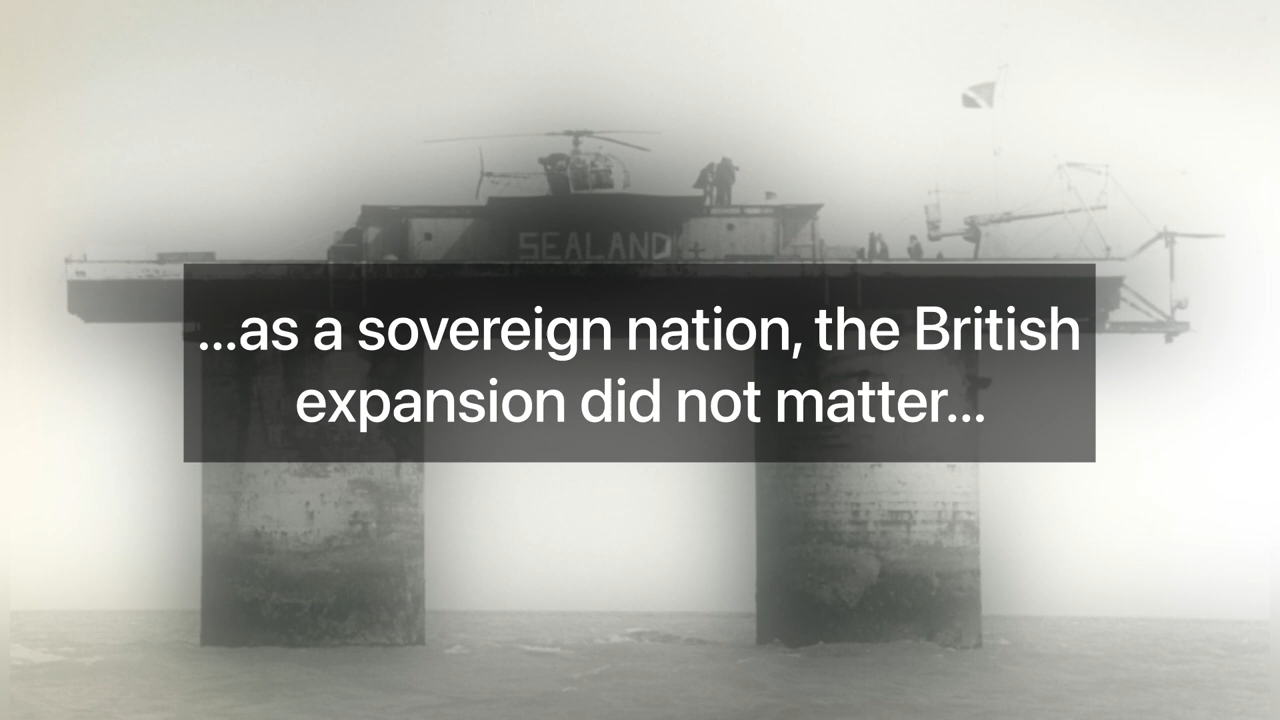 SEALAND
...as a sovereign nation, the British
expansion did not matter...